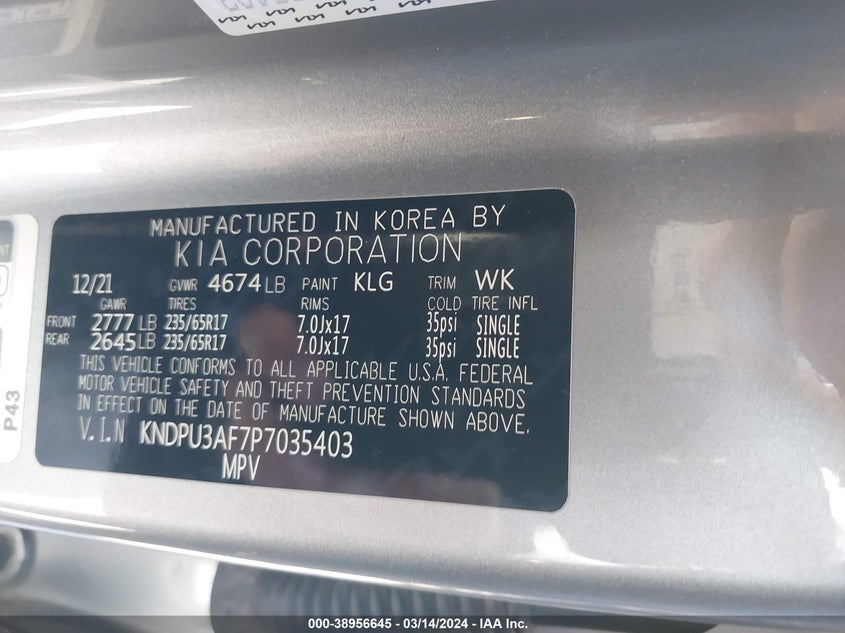 MANUFACTURED IN KOREA BY
KIA CORPORATION
12/21 GVWR 4674 LB PAINT KLG TRIM WK
GAWR TIRES RIMS COLD TIRE INFL
FRONT 2777 LB 235/65R17 7.0Jx17 35psi SINGLE
REAR 2645 LB 235/65R17 7.0Jx17 35psi SINGLE
THIS VEHICLE CONFORMS TO ALL APPLICABLE U.S.A. FEDERAL
MOTOR VEHICLE SAFETY AND THEFT PREVENTION STANDARDS
IN EFFECT ON THE DATE OF MANUFACTURE SHOWN ABOVE.
V.I.N KNDPU3AF7P7035403
MPV
P43
000-38956645 / 03/14/2024 - IAA Inc.